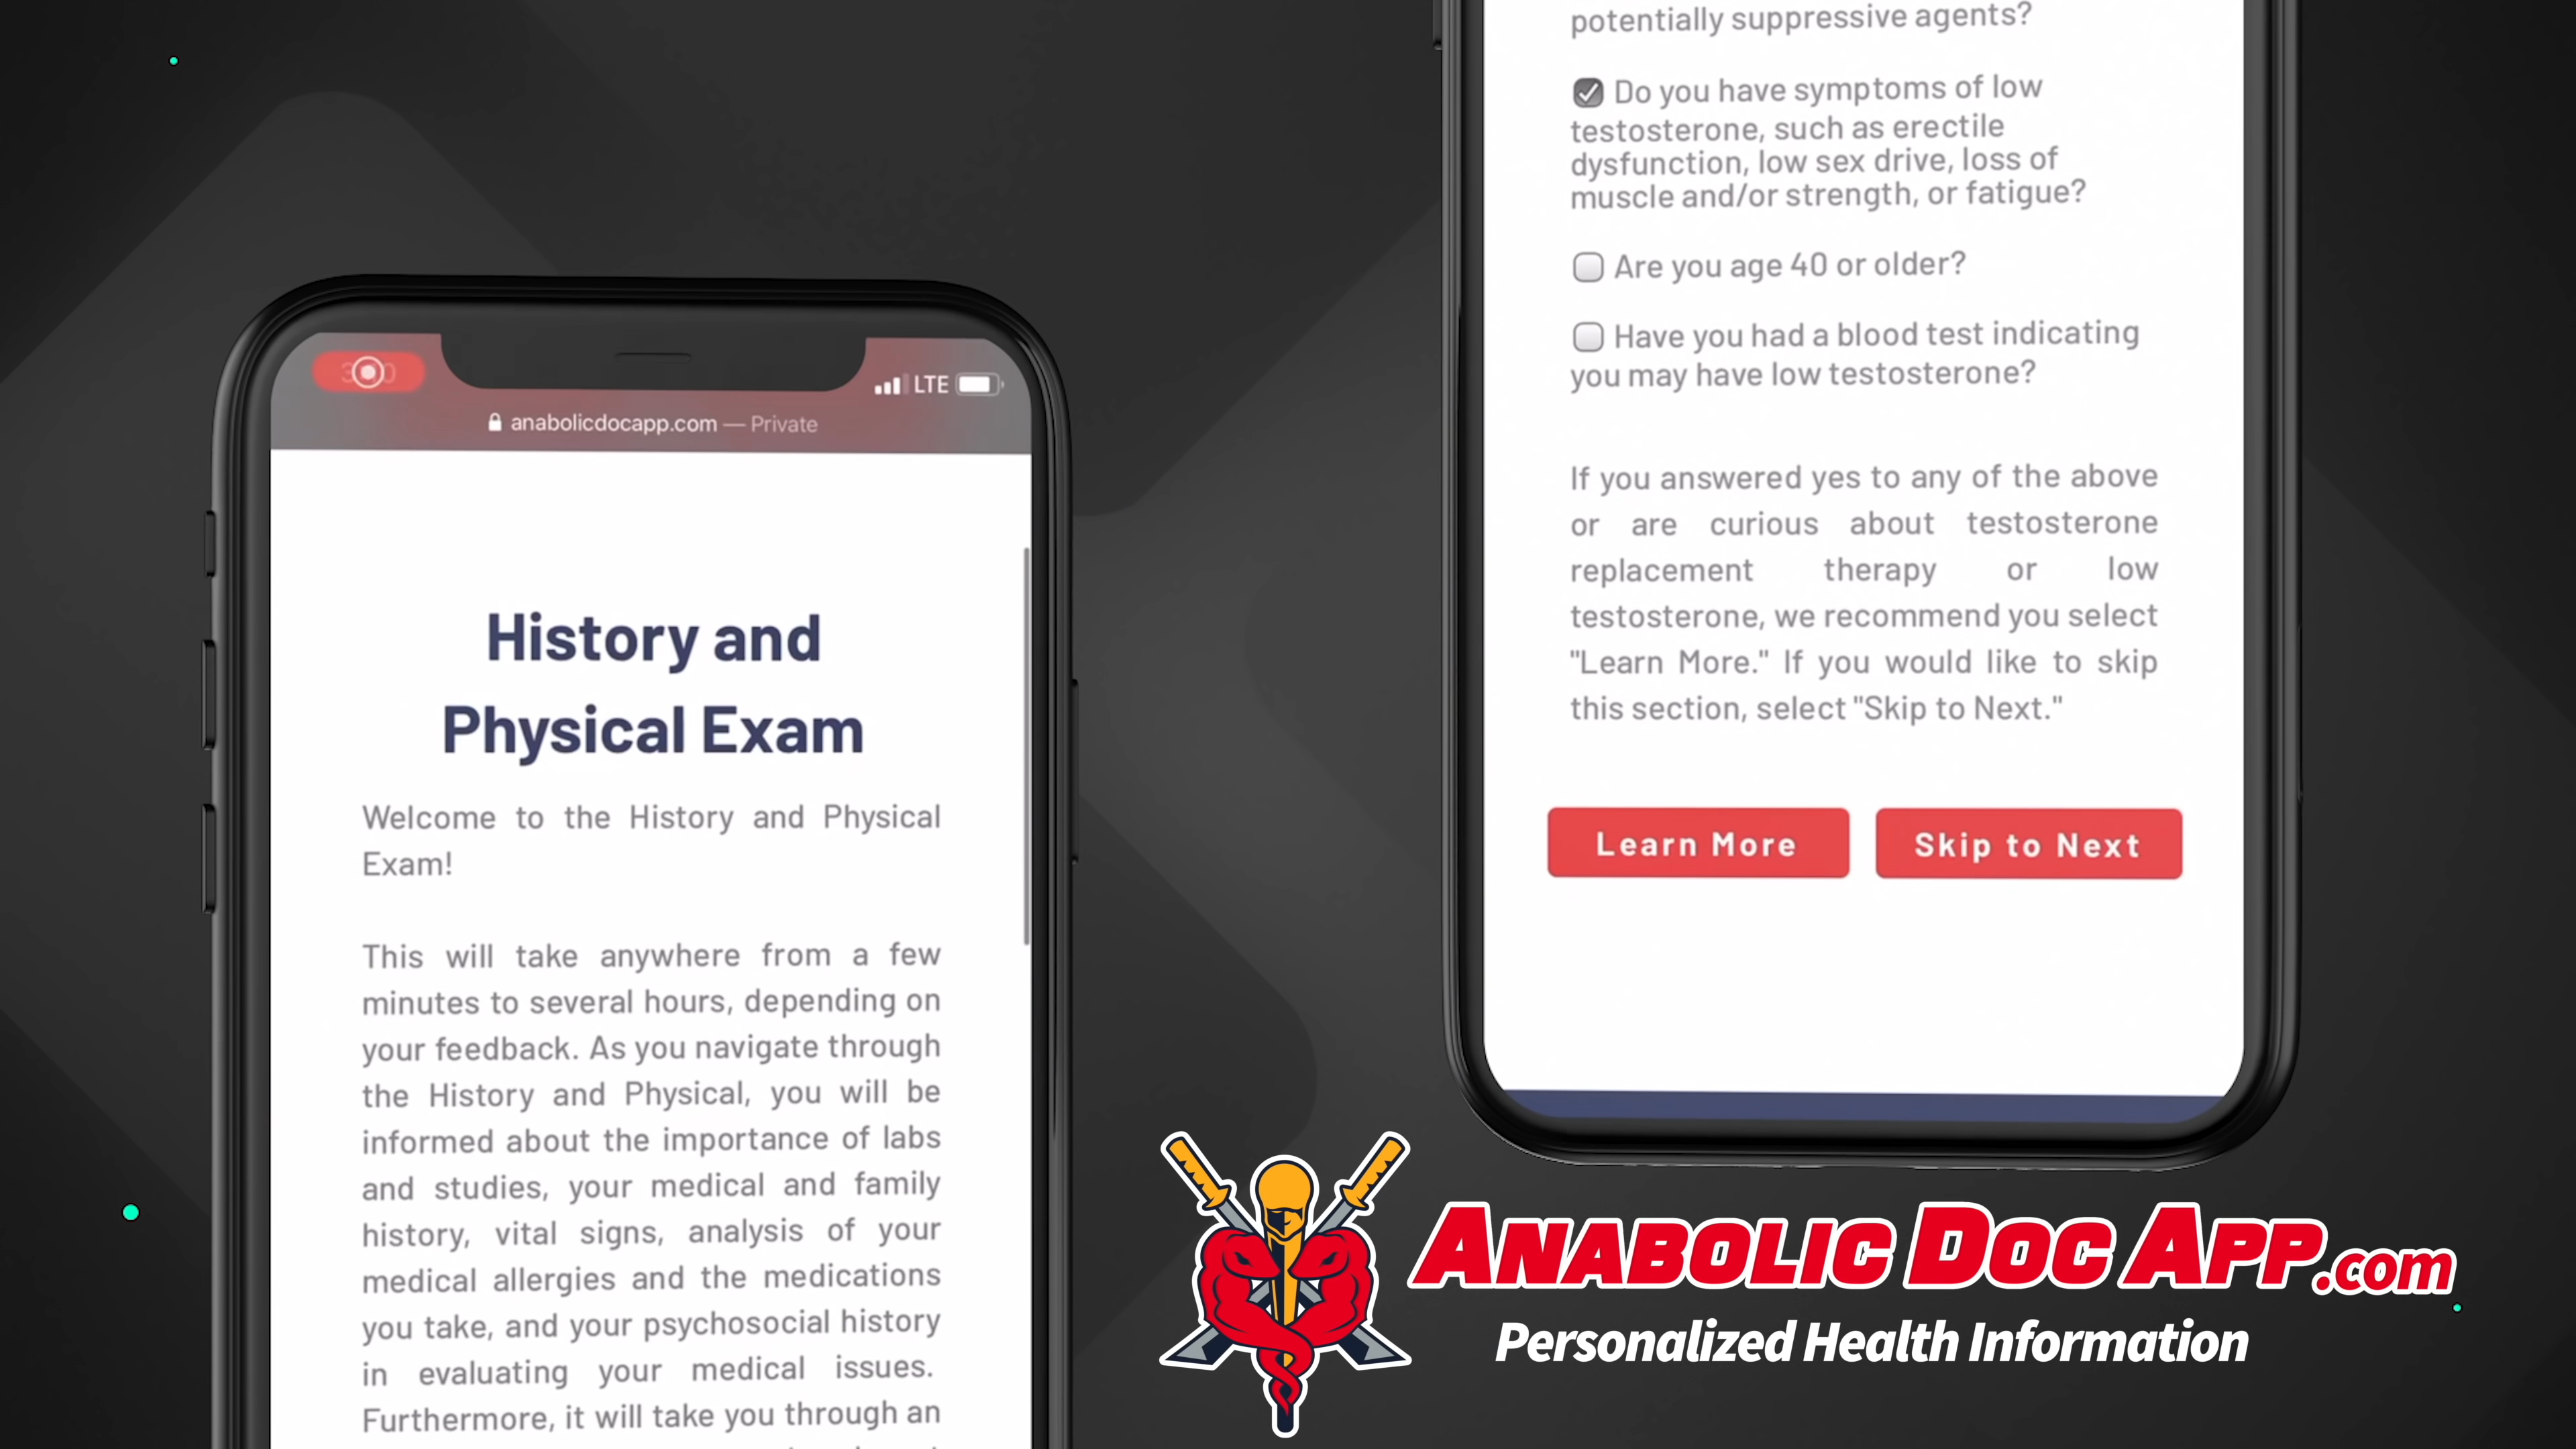 LTE
anabolicdocapp.com — Private
History and
Physical Exam
Welcome to the History and Physical
Exam!
This will take anywhere from a few
minutes to several hours, depending on
your feedback. As you navigate through
the History and Physical, you will be
informed about the importance of labs
and studies, your medical and family
history, vital signs, analysis of your
medical allergies and the medications
you take, and your psychosocial history
in evaluating your medical issues.
Furthermore, it will take you through an
potentially suppressive agents?
Do you have symptoms of low
testosterone, such as erectile
dysfunction, low sex drive, loss of
muscle and/or strength, or fatigue?
Are you age 40 or older?
Have you had a blood test indicating
you may have low testosterone?
If you answered yes to any of the above
or are curious about testosterone
replacement therapy or low
testosterone, we recommend you select
"Learn More." If you would like to skip
this section, select "Skip to Next."
Learn More
Skip to Next
ANABOLIC DOC APP.com
Personalized Health Information